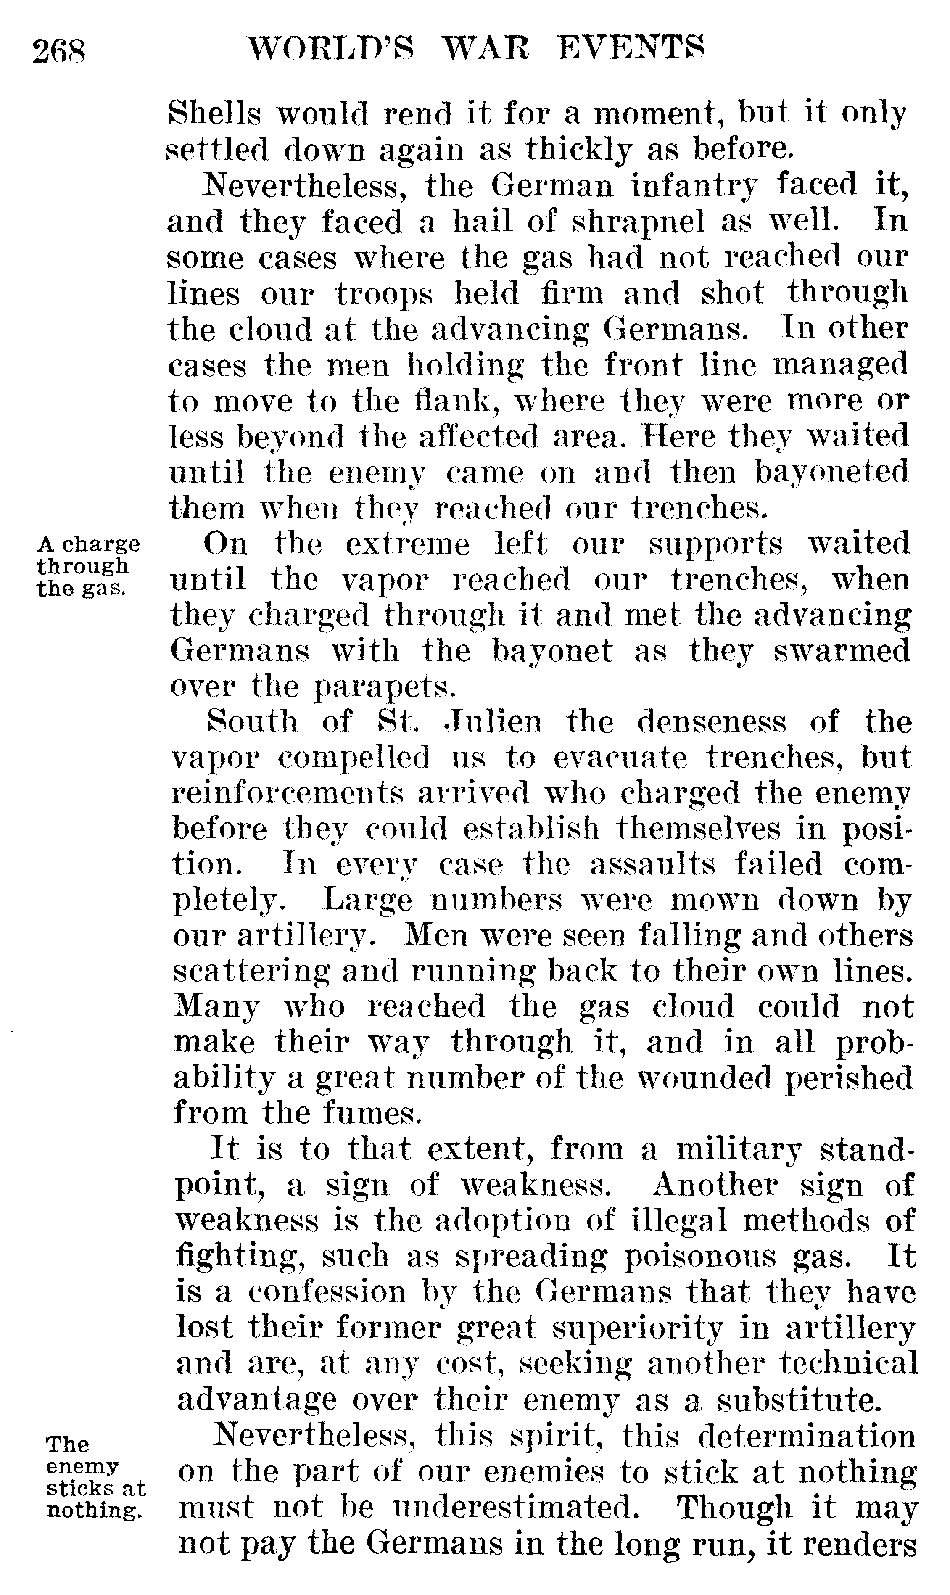 268 WORLD'S WAR EVENTS
Shells would rend it for a moment, but it only
settled down again as thickly as before.
Nevertheless, the German infantry faced it,
and they faced a hail of shrapnel as well. In
some cases where the gas had not reached our
lines our troops held firm and shot through
the cloud at the advancing Germans. In other
cases the men holding the front line managed
to move to the flank, where they were more or
less beyond the affected area. Here they waited
until the enemy came on and then bayoneted
them when they reached our trenches.
A charge
through
the gas.
On the extreme left our supports waited
until the vapor reached our trenches, when
they charged through it and met the advancing
Germans with the bayonet as they swarmed
over the parapets.
South of St. Julien the denseness of the
vapor compelled us to evacuate trenches, but
reinforcements arrived who charged the enemy
before they could establish themselves in posi-
tion. In every case the assaults failed com-
pletely. Large numbers were mown down by
our artillery. Men were seen falling and others
scattering and running back to their own lines.
Many who reached the gas cloud could not
make their way through it, and in all prob-
ability a great number of the wounded perished
from the fumes.
It is to that extent, from a military stand-
point, a sign of weakness. Another sign of
weakness is the adoption of illegal methods of
fighting, such as spreading poisonous gas. It
is a confession by the Germans that they have
lost their former great superiority in artillery
and are, at any cost, seeking another technical
advantage over their enemy as a substitute.
The
enemy
sticks at
nothing.
Nevertheless, this spirit, this determination
on the part of our enemies to stick at nothing
must not be underestimated. Though it may
not pay the Germans in the long run, it renders